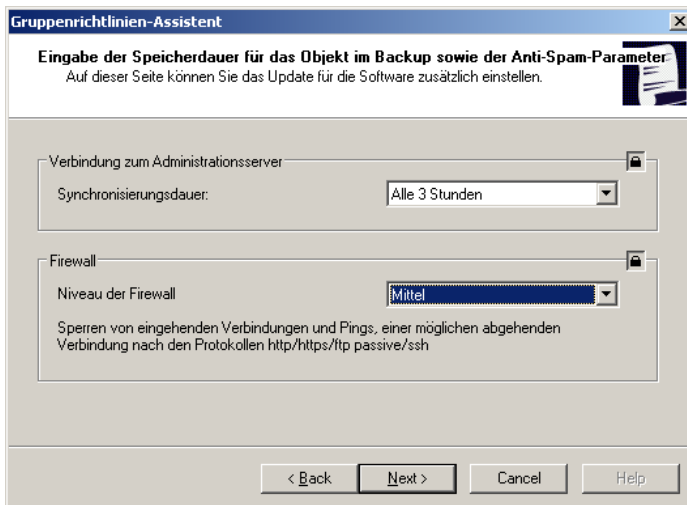 Gruppenrichtlinien-Assistent
Eingabe der Speicherdauer für das Objekt im Backup sowie der Anti-Spam-Parameter
Auf dieser Seite können Sie das Update für die Software zusätzlich einstellen.
Verbindung zum Administrationsserver
Synchronisierungsdauer: Alle 3 Stunden
Firewall
Niveau der Firewall Mittel
Sperren von eingehenden Verbindungen und Pings, einer möglichen abgehenden
Verbindung nach den Protokollen http/https/ftp passive/ssh
< Back Next > Cancel Help